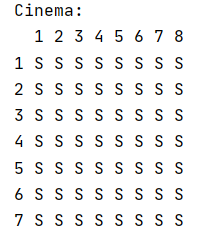 Cinema:
  1 2 3 4 5 6 7 8
1 S S S S S S S S
2 S S S S S S S S
3 S S S S S S S S
4 S S S S S S S S
5 S S S S S S S S
6 S S S S S S S S
7 S S S S S S S S